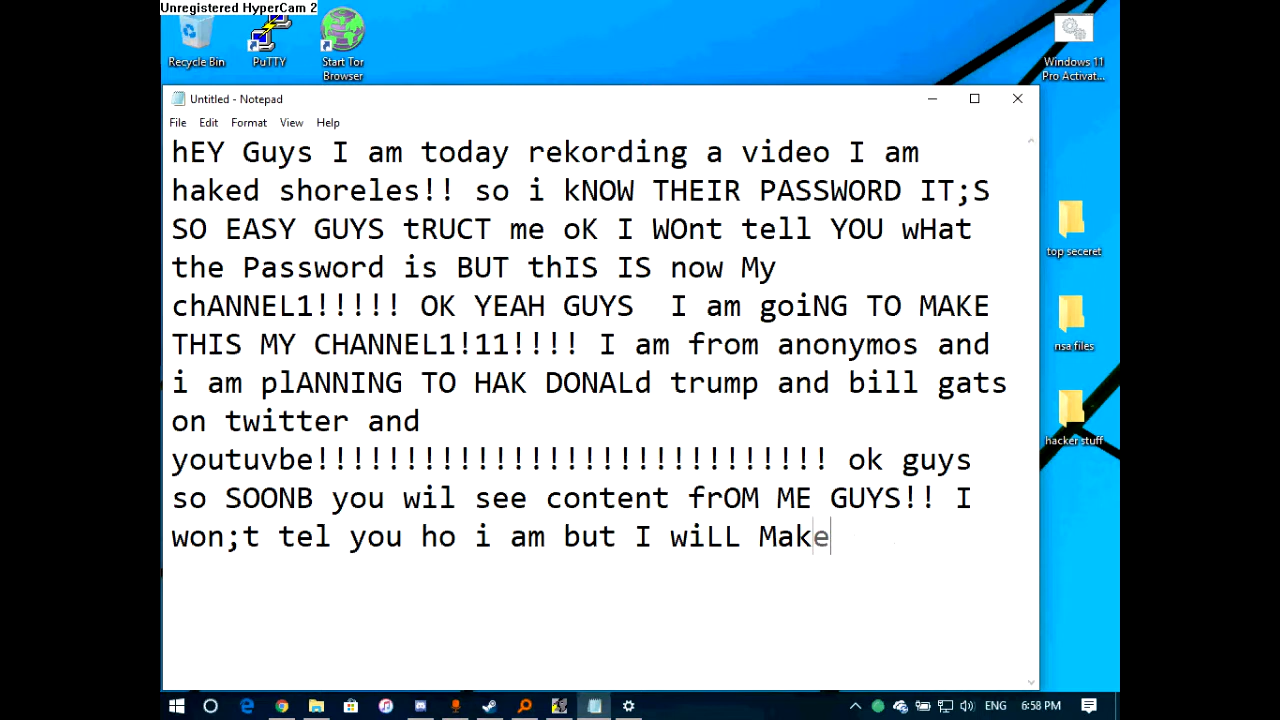 Unregistered HyperCam 2
Recycle Bin
PuTTY
Start Tor
Browser
Windows 11
Pro Activat...
Untitled - Notepad
File Edit Format View Help
hEY Guys I am today rekording a video I am
haked shoreles!! so i kNOW THEIR PASSWORD IT;S
SO EASY GUYS tRUCT me oK I WOnt tell YOU wHat
the Password is BUT thIS IS now My
chANNEL1!!!!! OK YEAH GUYS  I am goiNG TO MAKE
THIS MY CHANNEL1!11!!!! I am from anonymos and
i am plANNING TO HAK DONALd trump and bill gats
on twitter and
youtuvbe!!!!!!!!!!!!!!!!!!!!!!!!!!!!! ok guys
so SOONB you wil see content frOM ME GUYS!! I
won;t tel you ho i am but I wiLL Make
top seceret
nsa files
hacker stuff
ENG
6:58 PM